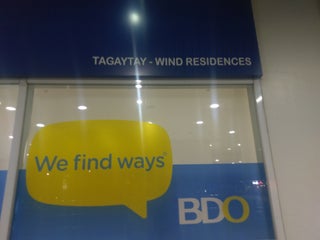 TAGAYTAY - WIND RESIDENCES
We find ways
BDO